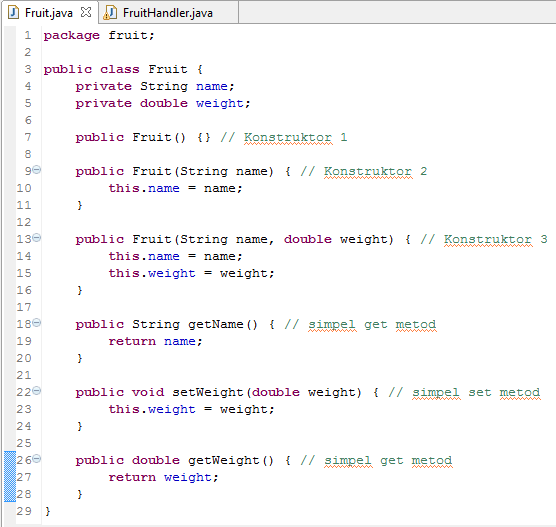 Fruit.java FruitHandler.java
1 package fruit;
2
3 public class Fruit {
4 private String name;
5 private double weight;
6
7 public Fruit() {} // Konstruktor 1
8
9 public Fruit(String name) { // Konstruktor 2
10 this.name = name;
11 }
12
13 public Fruit(String name, double weight) { // Konstruktor 3
14 this.name = name;
15 this.weight = weight;
16 }
17
18 public String getName() { // simpel get metod
19 return name;
20 }
21
22 public void setWeight(double weight) { // simpel set metod
23 this.weight = weight;
24 }
25
26 public double getWeight() { // simpel get metod
27 return weight;
28 }
29 }